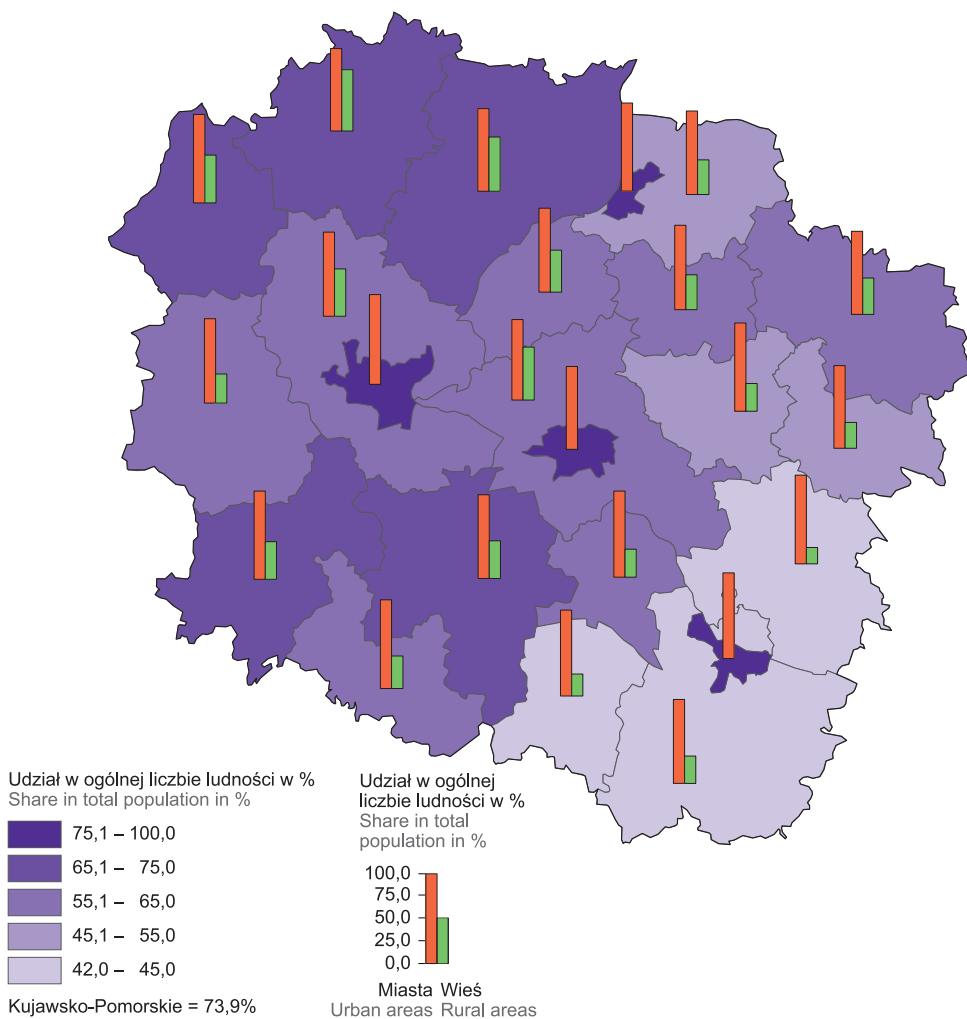 Udział w ogólnej liczbie ludności w %
Share in total population in %
75,1 – 100,0
65,1 – 75,0
55,1 – 65,0
45,1 – 55,0
42,0 – 45,0
Kujawsko-Pomorskie = 73,9%
Udział w ogólnej
liczbie ludności w %
Share in total
population in %
100,0
75,0
50,0
25,0
0,0
Miasta Wieś
Urban areas Rural areas